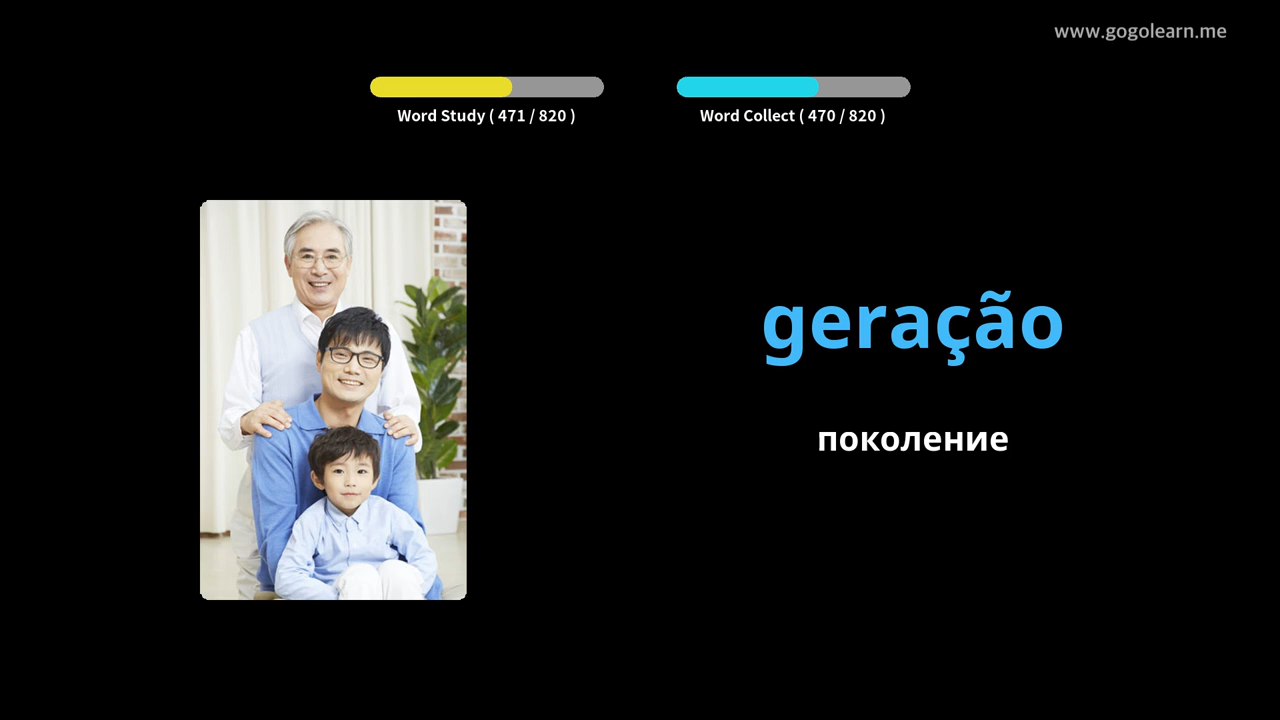 www.gogolearn.me
Word Study ( 471 / 820 )
Word Collect ( 470 / 820 )
geração
поколение